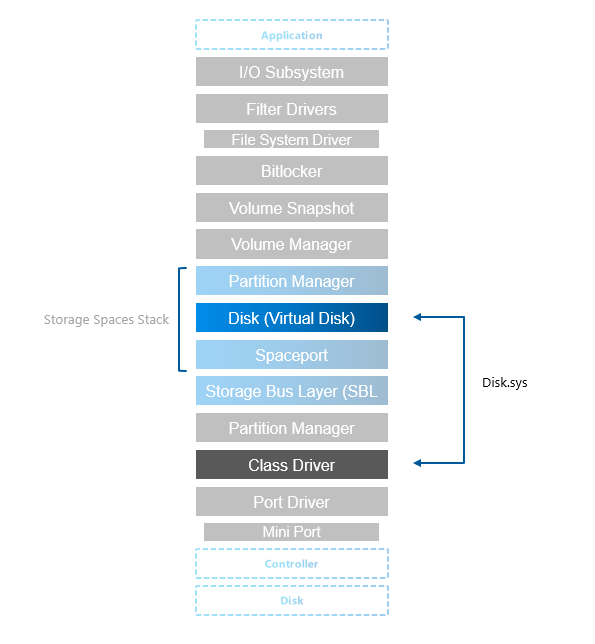 Application
I/O Subsystem
Filter Drivers
File System Driver
Bitlocker
Volume Snapshot
Volume Manager
Partition Manager
Storage Spaces Stack
Disk (Virtual Disk)
Spaceport
Disk.sys
Storage Bus Layer (SBL
Partition Manager
Class Driver
Port Driver
Mini Port
Controller
Disk